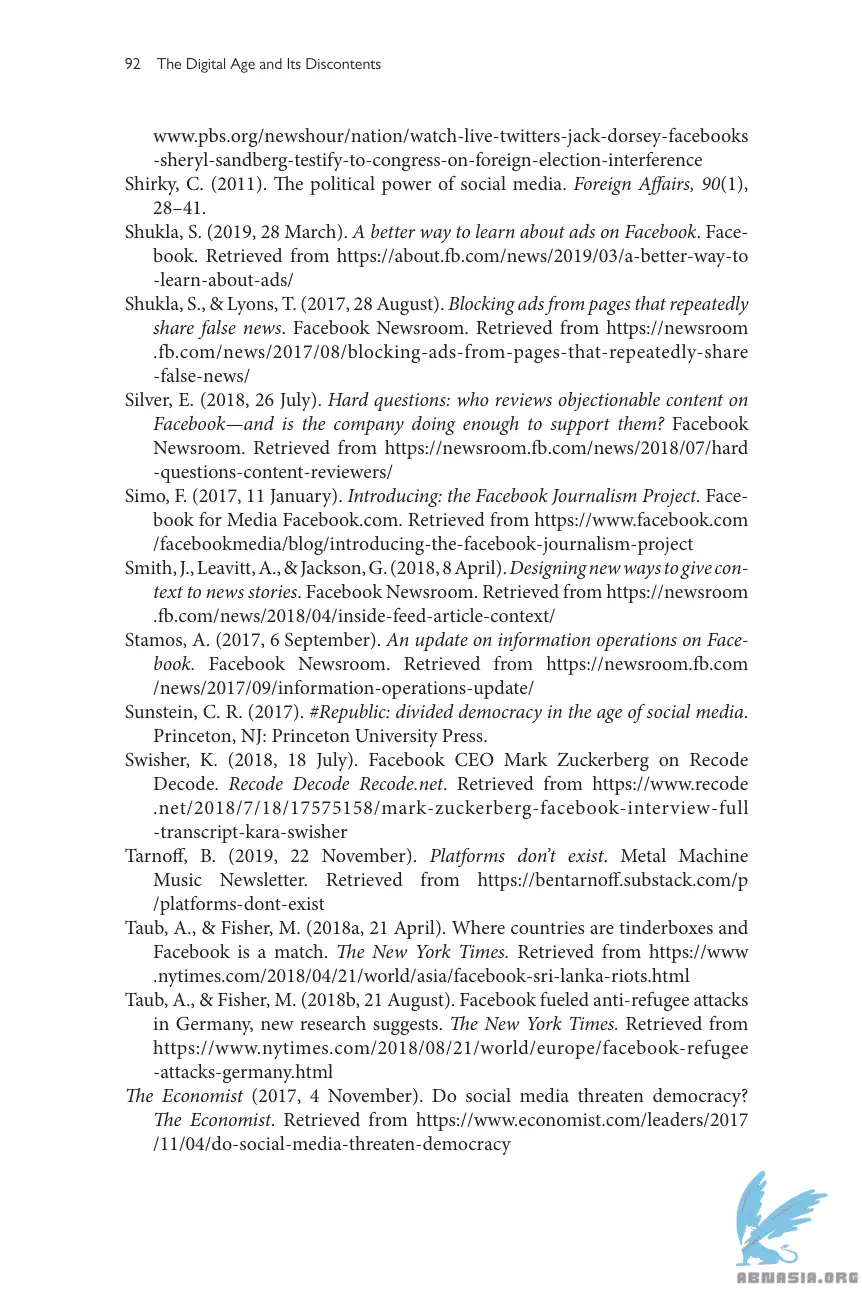 92 The Digital Age and Its Discontents
www.pbs.org/newshour/nation/watch-live-twitters-jack-dorsey-facebooks
-sheryl-sandberg-testify-to-congress-on-foreign-election-interference
Shirky, C. (2011). The political power of social media. Foreign Affairs, 90(1),
28–41.
Shukla, S. (2019, 28 March). A better way to learn about ads on Facebook. Face-
book. Retrieved from https://about.fb.com/news/2019/03/a-better-way-to
-learn-about-ads/
Shukla, S., & Lyons, T. (2017, 28 August). Blocking ads from pages that repeatedly
share false news. Facebook Newsroom. Retrieved from https://newsroom
.fb.com/news/2017/08/blocking-ads-from-pages-that-repeatedly-share
-false-news/
Silver, E. (2018, 26 July). Hard questions: who reviews objectionable content on
Facebook—and is the company doing enough to support them? Facebook
Newsroom. Retrieved from https://newsroom.fb.com/news/2018/07/hard
-questions-content-reviewers/
Simo, F. (2017, 11 January). Introducing: the Facebook Journalism Project. Face-
book for Media Facebook.com. Retrieved from https://www.facebook.com
/facebookmedia/blog/introducing-the-facebook-journalism-project
Smith, J., Leavitt, A., & Jackson, G. (2018, 8 April). Designing new ways to give con-
text to news stories. Facebook Newsroom. Retrieved from https://newsroom
.fb.com/news/2018/04/inside-feed-article-context/
Stamos, A. (2017, 6 September). An update on information operations on Face-
book. Facebook Newsroom. Retrieved from https://newsroom.fb.com
/news/2017/09/information-operations-update/
Sunstein, C. R. (2017). #Republic: divided democracy in the age of social media.
Princeton, NJ: Princeton University Press.
Swisher, K. (2018, 18 July). Facebook CEO Mark Zuckerberg on Recode
Decode. Recode Decode Recode.net. Retrieved from https://www.recode
.net/2018/7/18/17575158/mark-zuckerberg-facebook-interview-full
-transcript-kara-swisher
Tarnoff, B. (2019, 22 November). Platforms don’t exist. Metal Machine
Music Newsletter. Retrieved from https://bentarnoff.substack.com/p
/platforms-dont-exist
Taub, A., & Fisher, M. (2018a, 21 April). Where countries are tinderboxes and
Facebook is a match. The New York Times. Retrieved from https://www
.nytimes.com/2018/04/21/world/asia/facebook-sri-lanka-riots.html
Taub, A., & Fisher, M. (2018b, 21 August). Facebook fueled anti-refugee attacks
in Germany, new research suggests. The New York Times. Retrieved from
https://www.nytimes.com/2018/08/21/world/europe/facebook-refugee
-attacks-germany.html
The Economist (2017, 4 November). Do social media threaten democracy?
The Economist. Retrieved from https://www.economist.com/leaders/2017
/11/04/do-social-media-threaten-democracy
ABNASIA.ORG